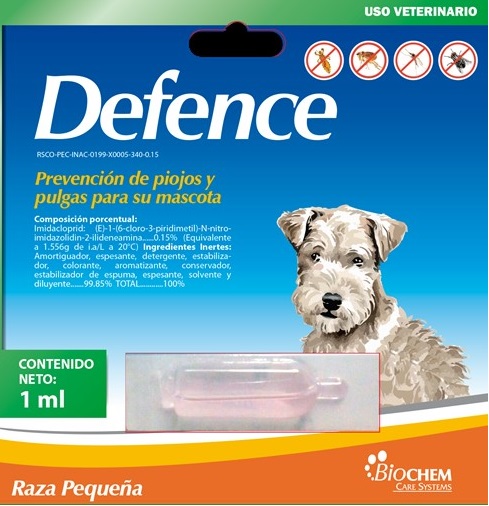 USO VETERINARIO
Defence
RSCO-PEC-INAC-0199-X0005-340-0.15
Prevención de piojos y
pulgas para su mascota
Composición porcentual:
Imidacloprid: (E)-1-(6-cloro-3-piridimetil)-N-nitro-
imidazolidin-2-ilideneamina......0.15% (Equivalente
a 1.556g de i.a/L a 20°C) Ingredientes Inertes:
Amortiguador, espesante, detergente, estabiliza-
dor, colorante, aromatizante, conservador,
estabilizador de espuma, espesante, solvente y
diluyente.......99.85% TOTAL...........100%
CONTENIDO
NETO:
1 ml
Raza Pequeña
BIOCHEM
CARE SYSTEMS